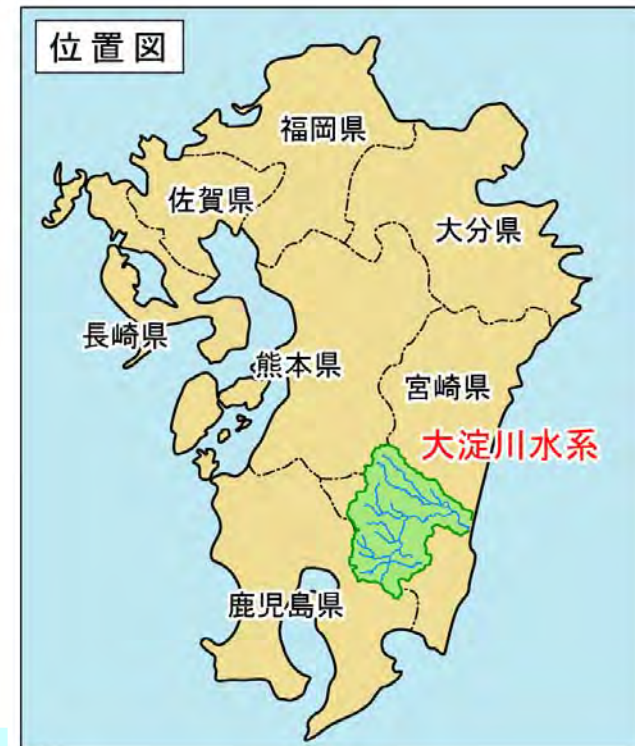 位置図
福岡県
佐賀県
大分県
長崎県
熊本県
宮崎県
大淀川水系
鹿児島県